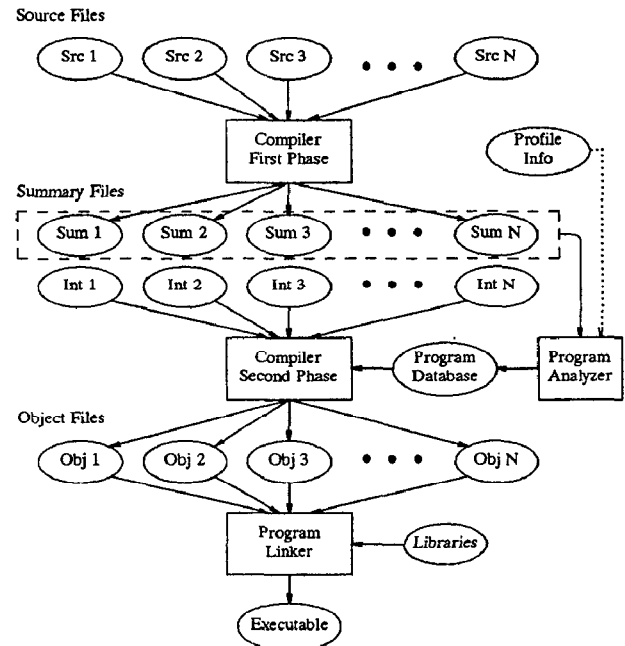 Source Files
Src 1 Src 2 Src 3 Src N
Compiler
First Phase
Profile
Info
Summary Files
Sum 1 Sum 2 Sum 3 Sum N
Int 1 Int 2 Int 3 Int N
Compiler
Second Phase
Program
Database
Program
Analyzer
Object Files
Obj 1 Obj 2 Obj 3 Obj N
Program
Linker
Libraries
Executable